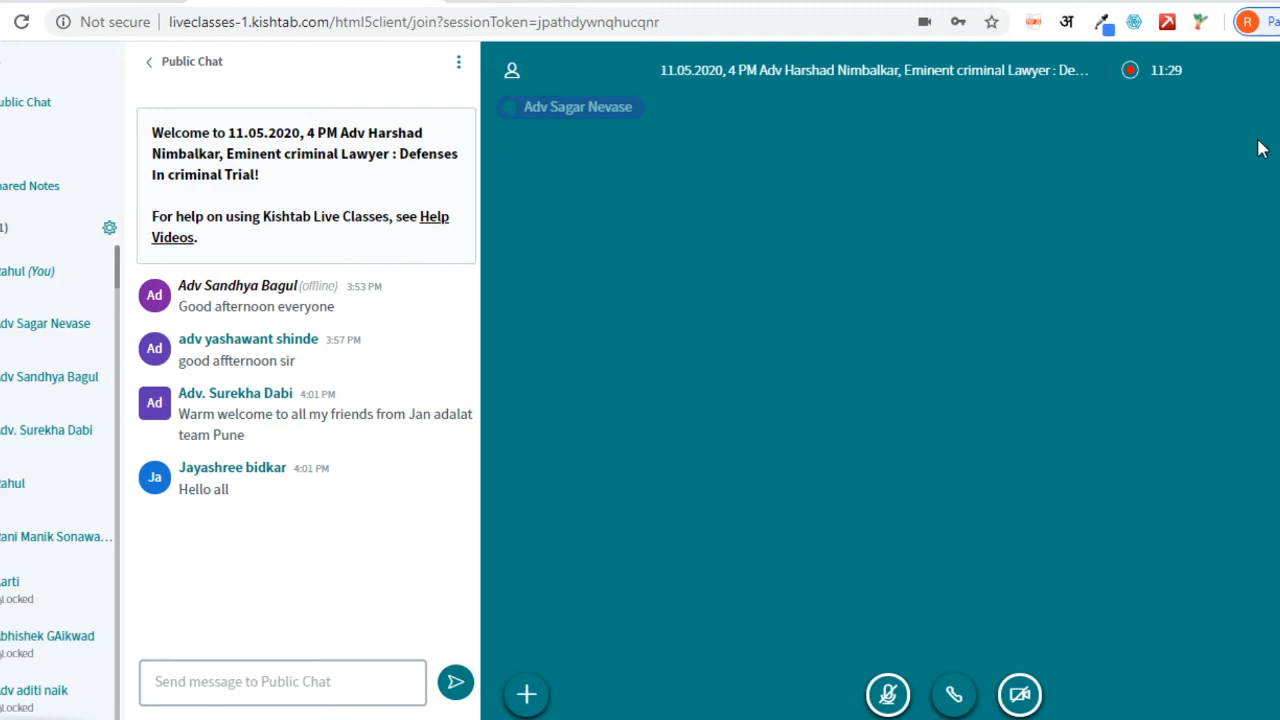 Not secure
liveclasses-1.kishtab.com/html5client/join?sessionToken=jpathdywnqhucqnr
अ
R
Pa
ublic Chat
ared Notes
1)
ahul (You)
dv Sagar Nevase
dv Sandhya Bagul
dv. Surekha Dabi
ahul
ani Manik Sonawa...
arti
Locked
bhishek GAikwad
Locked
dv aditi naik
Locked
Public Chat
Welcome to 11.05.2020, 4 PM Adv Harshad
Nimbalkar, Eminent criminal Lawyer : Defenses
In criminal Trial!
For help on using Kishtab Live Classes, see Help
Videos.
Ad
Adv Sandhya Bagul (offline) 3:53 PM
Good afternoon everyone
Ad
adv yashawant shinde 3:57 PM
good affternoon sir
Ad
Adv. Surekha Dabi 4:01 PM
Warm welcome to all my friends from Jan adalat
team Pune
Ja
Jayashree bidkar 4:01 PM
Hello all
Send message to Public Chat
11.05.2020, 4 PM Adv Harshad Nimbalkar, Eminent criminal Lawyer : De...
11:29
Adv Sagar Nevase